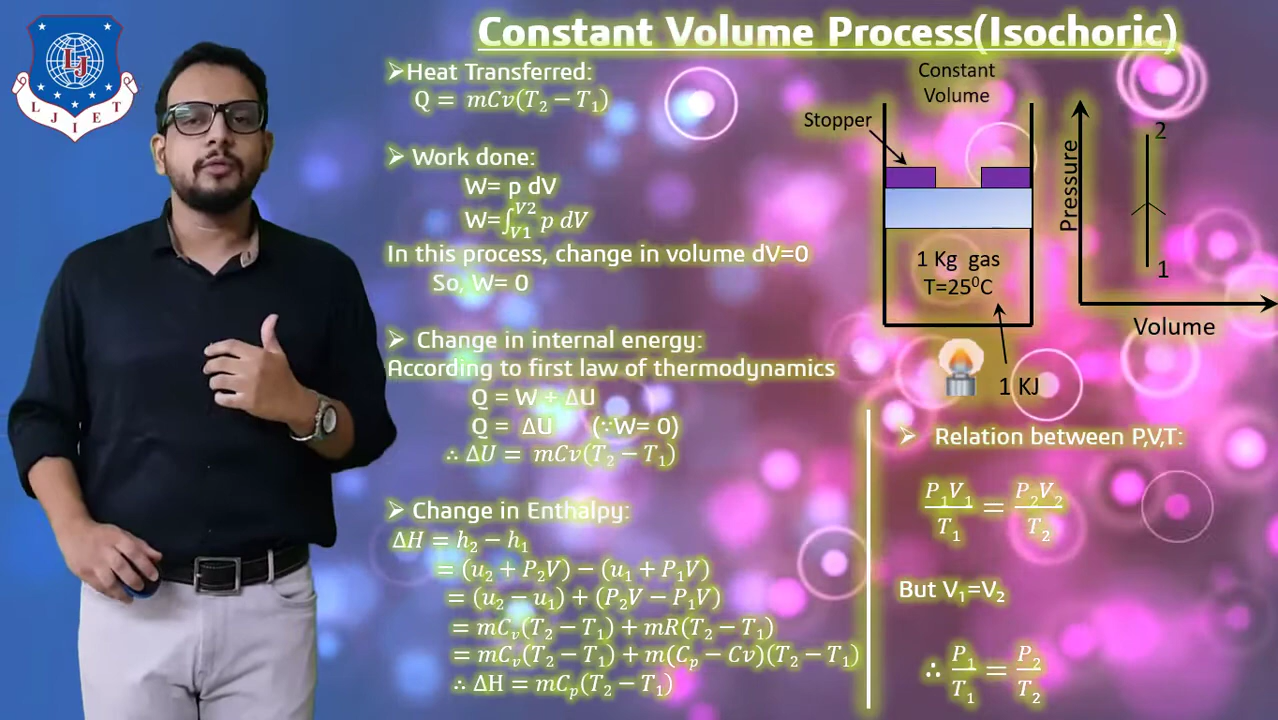 LJ
LJIET
Constant Volume Process(Isochoric)
➢Heat Transferred:
Q = mCv(T₂ − T₁)
➢ Work done:
W= p dV
W=∫_{V1}^{V2} p dV
In this process, change in volume dV=0
So, W= 0
➢ Change in internal energy:
According to first law of thermodynamics
Q = W + ΔU
Q = ΔU (∵W= 0)
∴ ΔU = mCv(T₂ − T₁)
➢ Change in Enthalpy:
ΔH = h₂ − h₁
= (u₂ + P₂V) − (u₁ + P₁V)
= (u₂ − u₁) + (P₂V − P₁V)
= mCᵥ(T₂ − T₁) + mR(T₂ − T₁)
= mCᵥ(T₂ − T₁) + m(Cₚ − Cv)(T₂ − T₁)
∴ ΔH = mCₚ(T₂ − T₁)
Constant
Volume
Stopper
1 Kg gas
T=25⁰C
1 KJ
Pressure
2
1
Volume
➢ Relation between P,V,T:
P₁V₁/T₁ = P₂V₂/T₂
But V₁=V₂
∴ P₁/T₁ = P₂/T₂